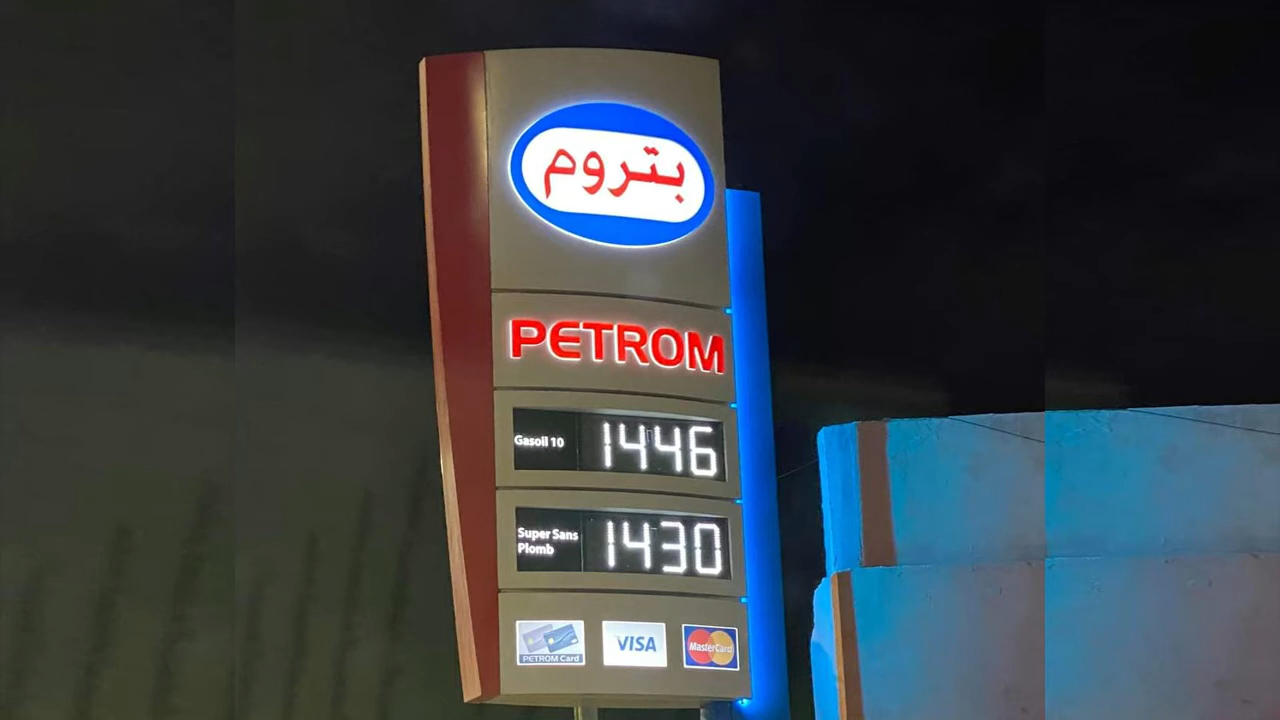 بتروم
PETROM
Gasoil 10
1446
Super Sans
Plomb
1430
PETROM Card
VISA
MasterCard